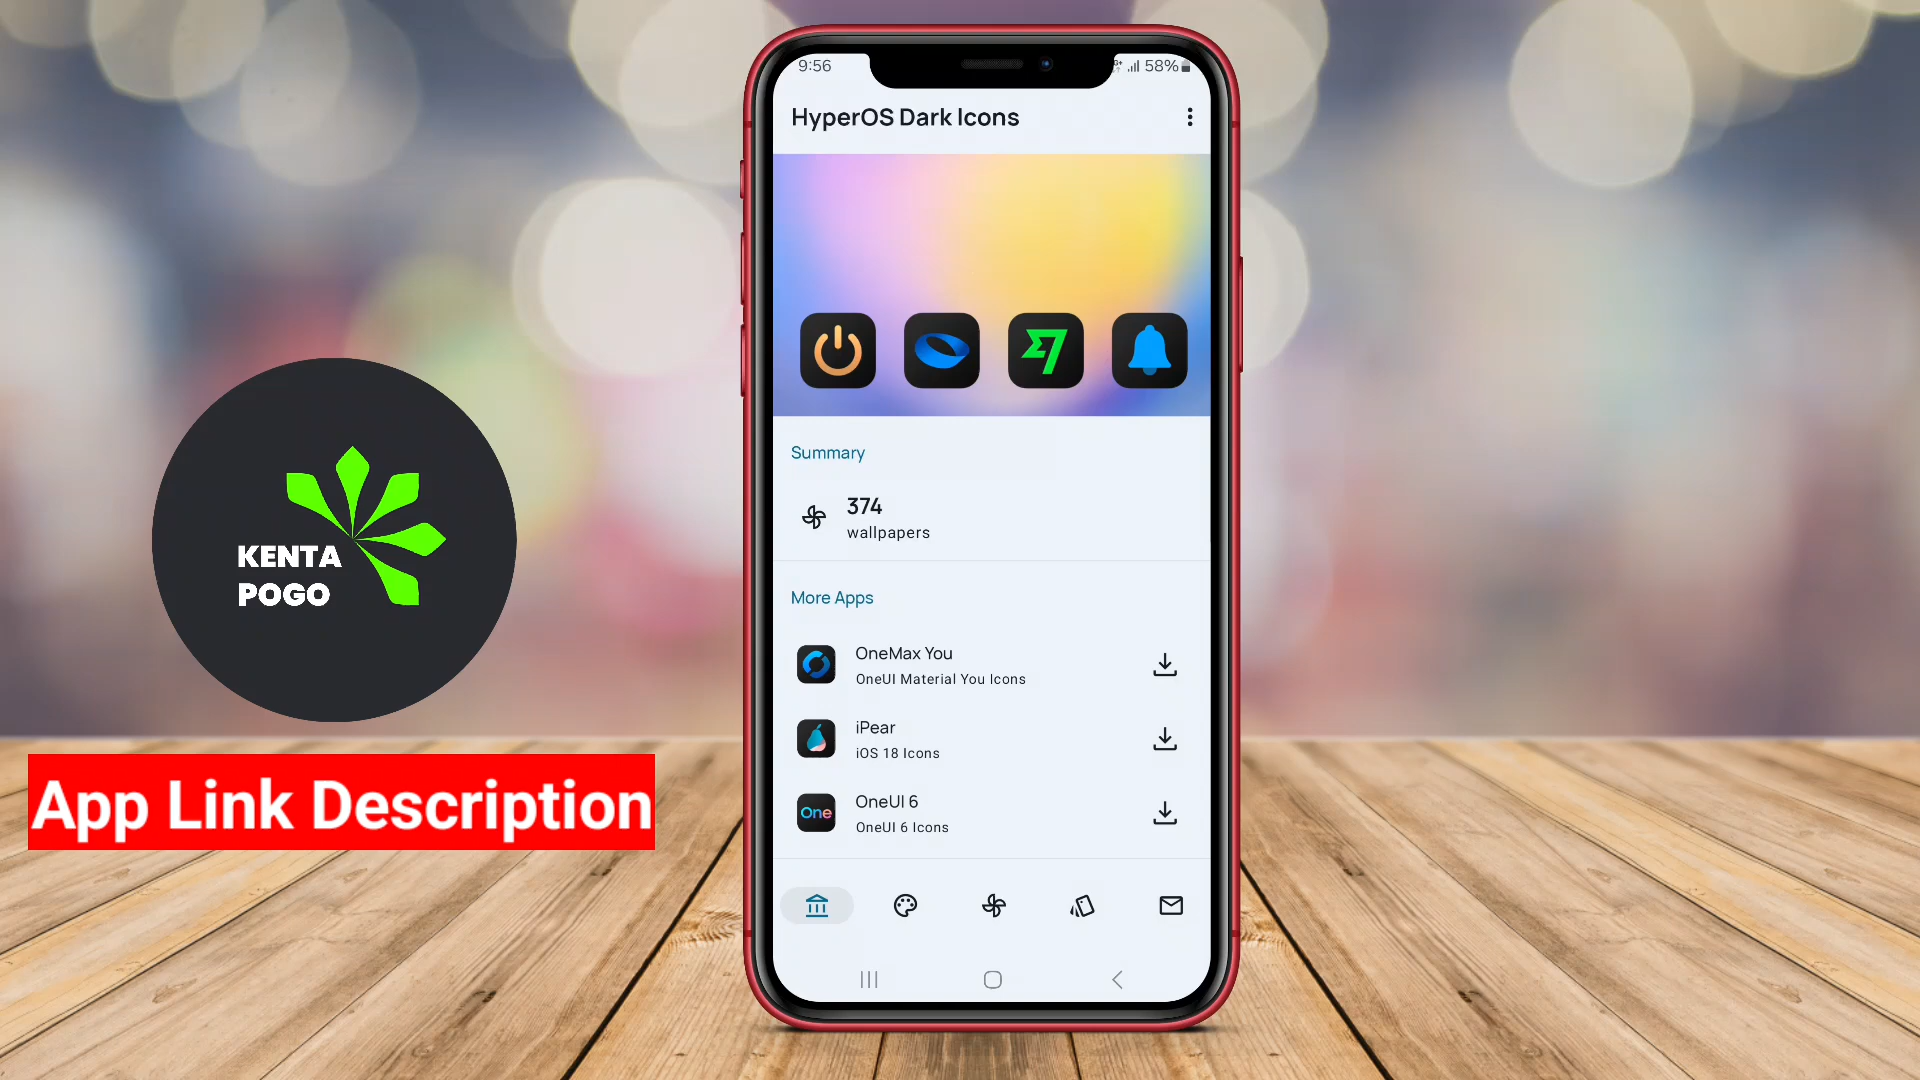 9:56
58%
HyperOS Dark Icons
Summary
374
wallpapers
More Apps
OneMax You
OneUI Material You Icons
iPear
iOS 18 Icons
One
OneUI 6
OneUI 6 Icons
KENTA
POGO
App Link Description